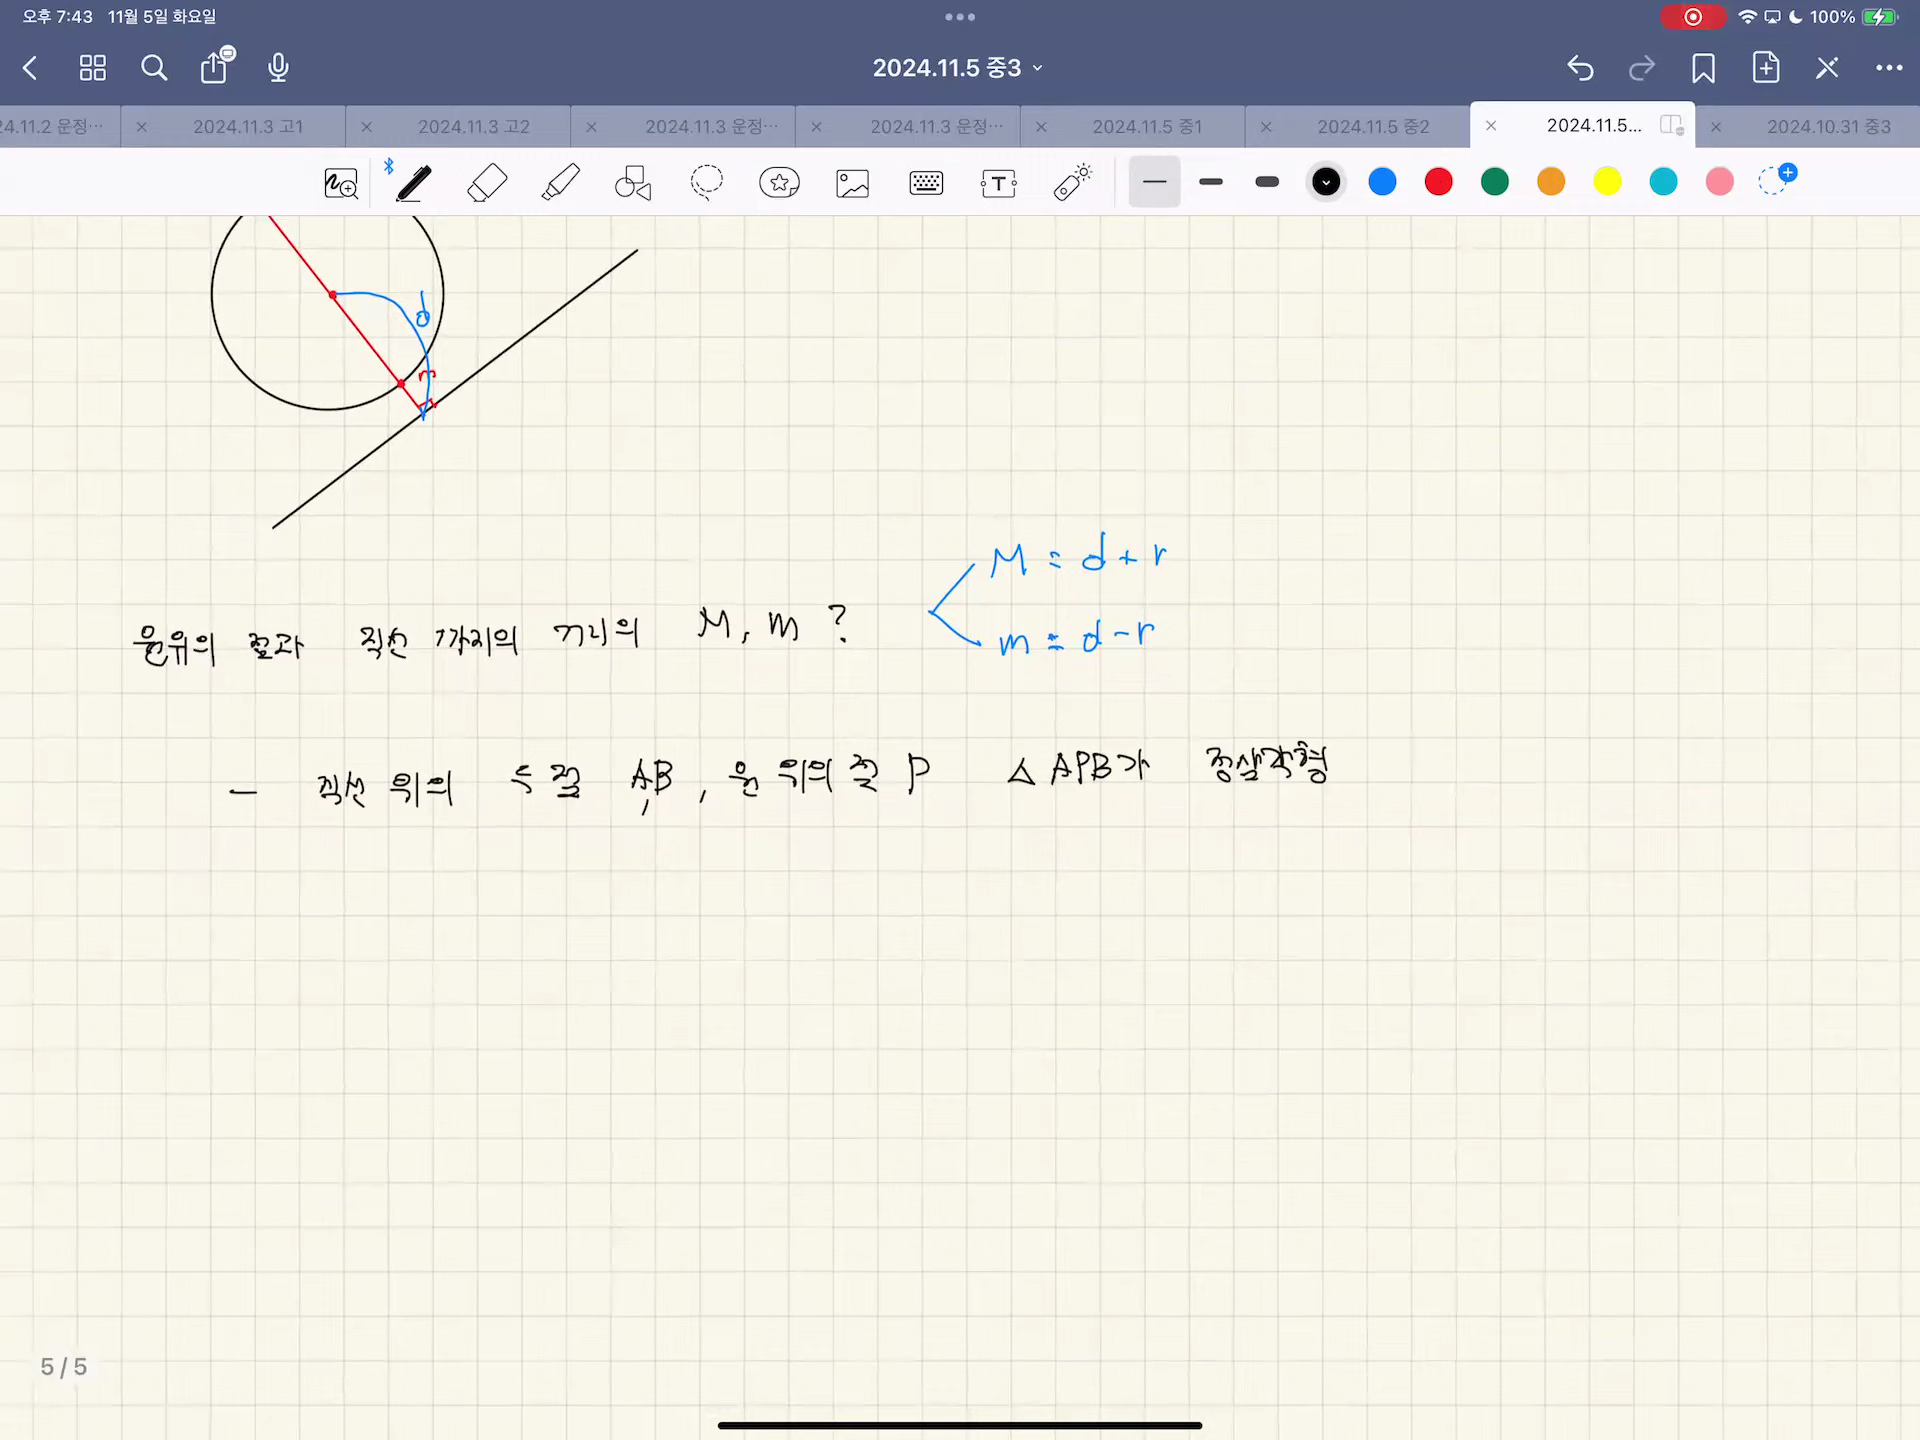 오후 7:43 11월 5일 화요일
100%
2024.11.5 중3
24.11.2 운정… 2024.11.3 고1 2024.11.3 고2 2024.11.3 운정… 2024.11.3 운정… 2024.11.5 중1 2024.11.5 중2 2024.11.5... 2024.10.31 중3
d
m
M = d + r
원위의 점과 직선 까지의 거리의 M, m ?
m = d - r
- 직선 위의 두 점 A, B, 원 위의 점 P △APB가 정삼각형
5 / 5